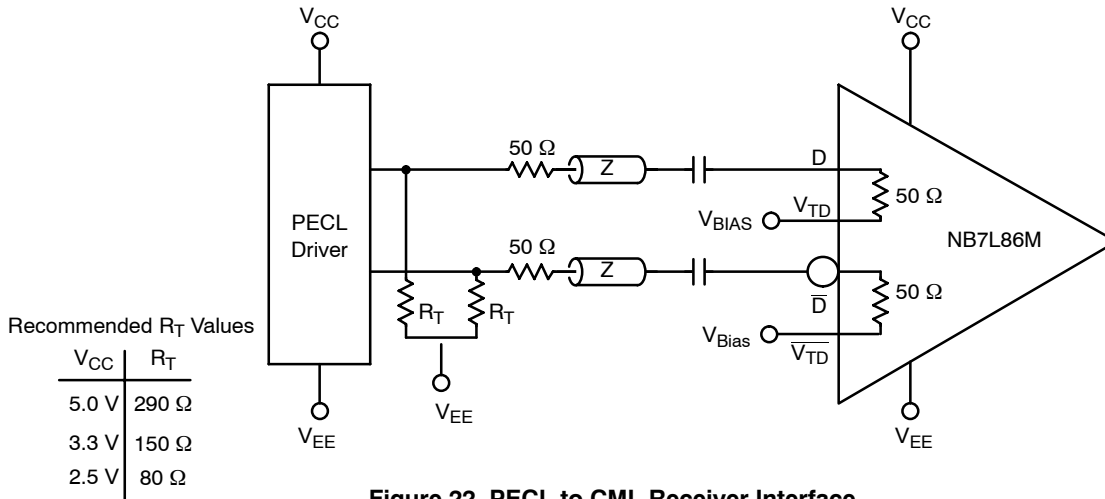 VCC
VCC
50 Ω
Z
D
50 Ω
VTD
VBIAS
PECL
Driver
NB7L86M
50 Ω
Z
D̅
50 Ω
RT
RT
VBias
V̅T̅D̅
Recommended RT Values
VCC RT
5.0 V 290 Ω
3.3 V 150 Ω
2.5 V 80 Ω
VEE
VEE
VEE
Figure 22. PECL to CML Receiver Interface